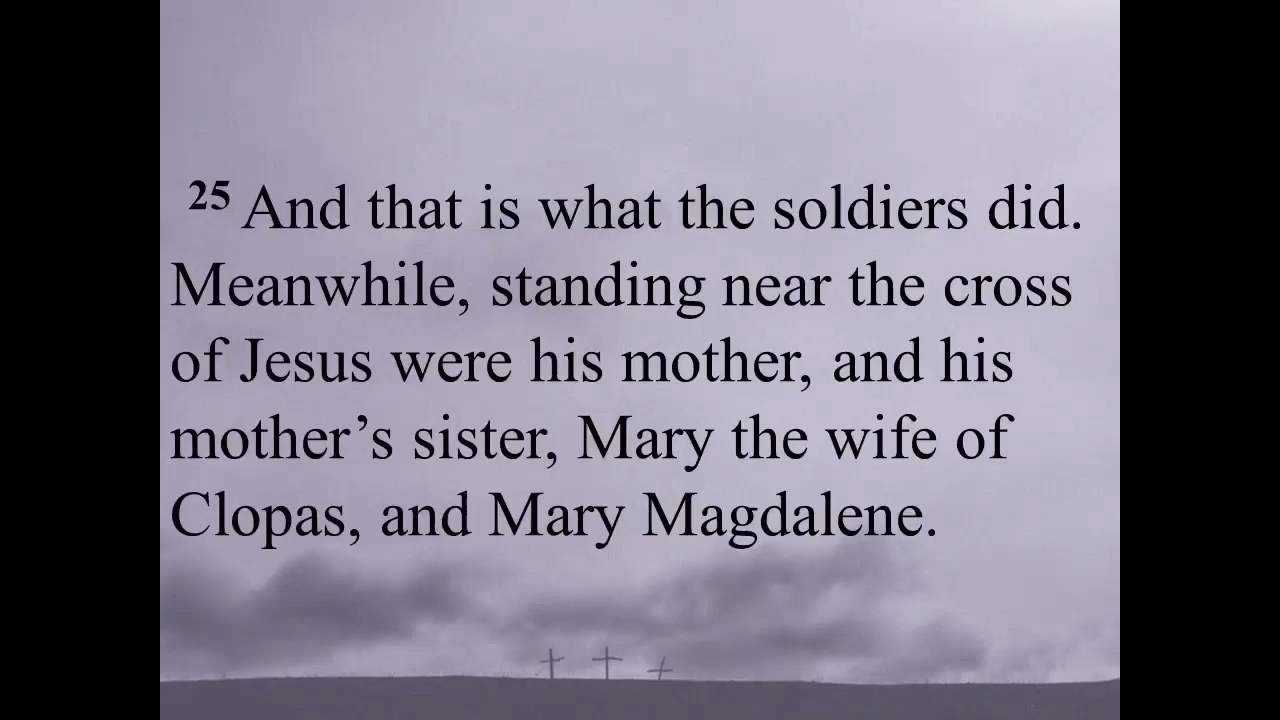 25 And that is what the soldiers did.
Meanwhile, standing near the cross
of Jesus were his mother, and his
mother’s sister, Mary the wife of
Clopas, and Mary Magdalene.